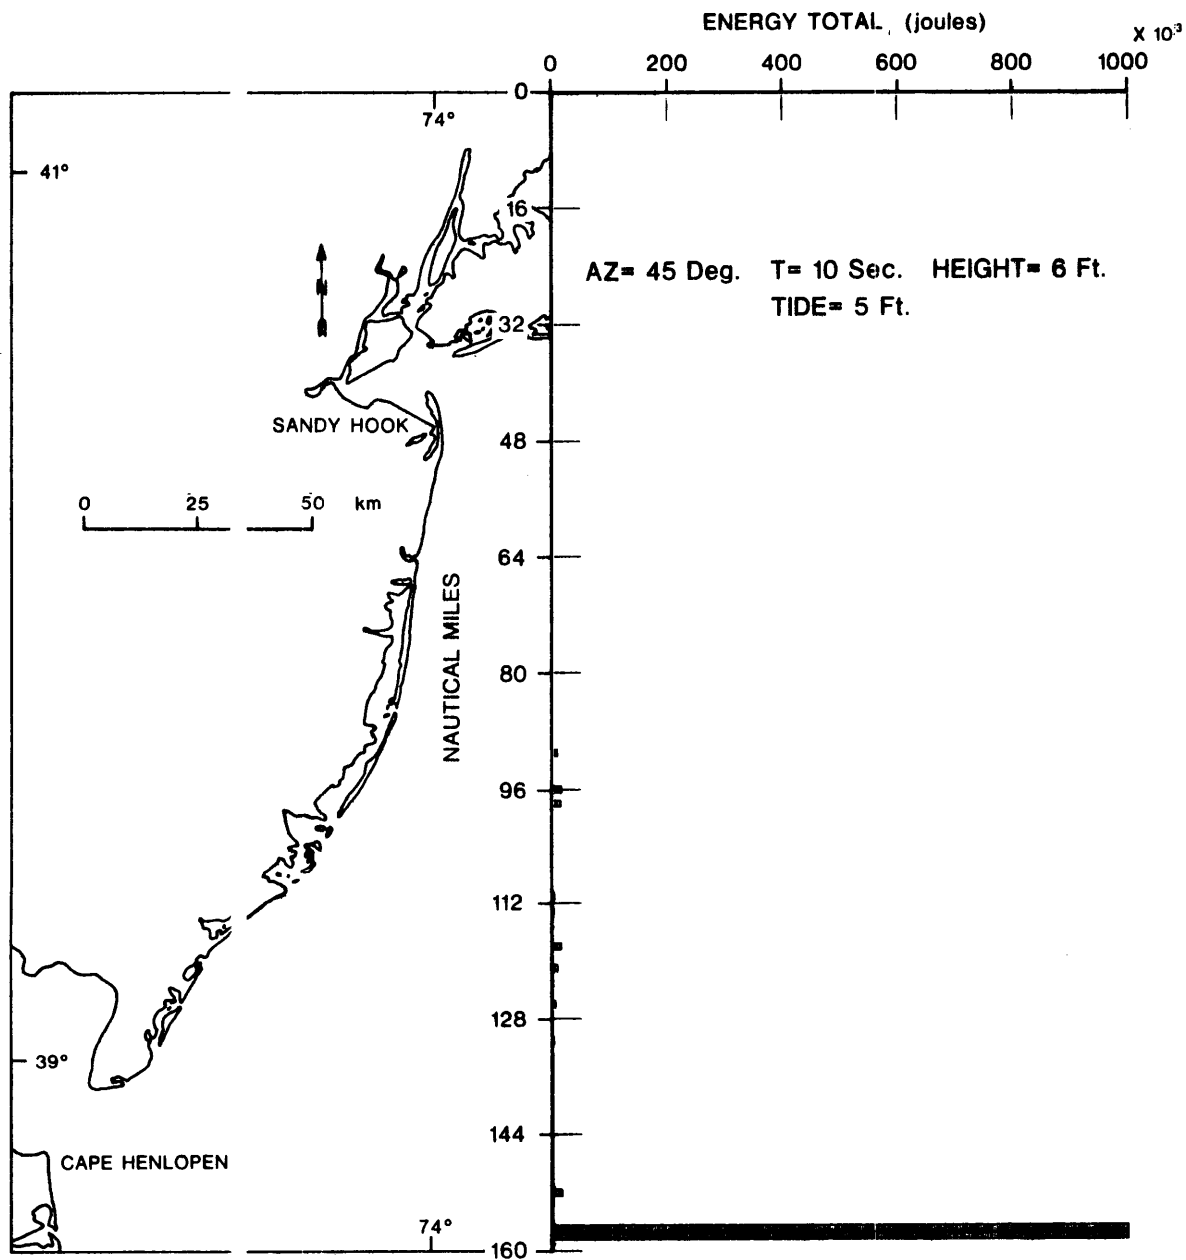 ENERGY TOTAL (joules)
X 10³
0 200 400 600 800 1000
0
74°
41°
16
AZ= 45 Deg. T= 10 Sec. HEIGHT= 6 Ft.
TIDE= 5 Ft.
N
32
SANDY HOOK
48
0 25 50 km
64
NAUTICAL MILES
80
96
112
128
39°
144
CAPE HENLOPEN
74°
160